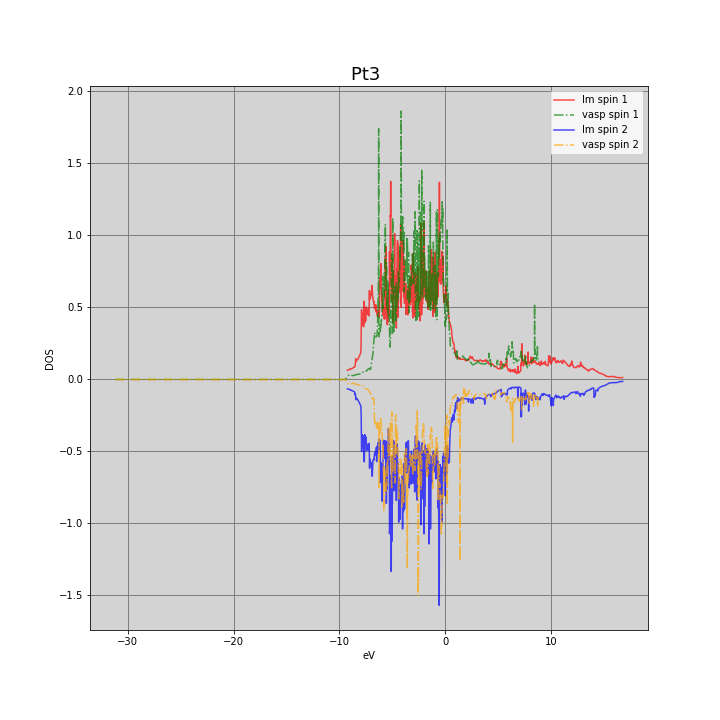 Pt3
lm spin 1
vasp spin 1
lm spin 2
vasp spin 2
2.0
1.5
1.0
0.5
0.0
−0.5
−1.0
−1.5
DOS
−30
−20
−10
0
10
eV